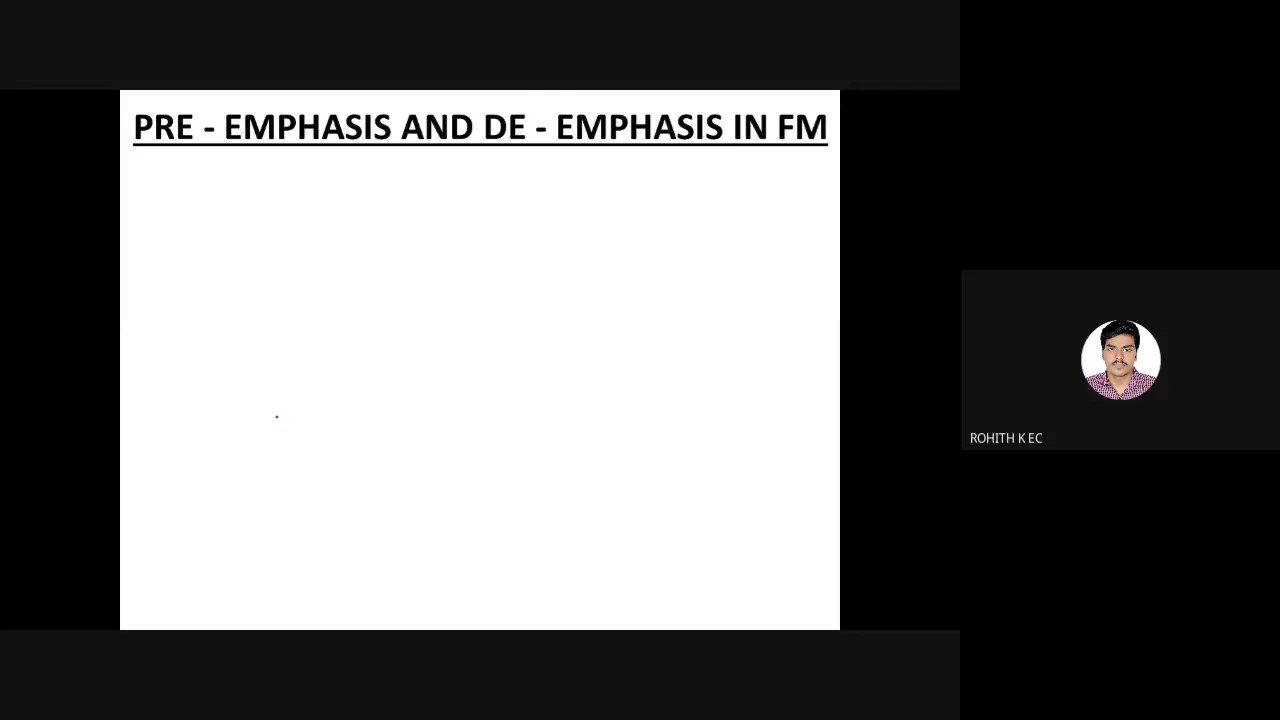 PRE - EMPHASIS AND DE - EMPHASIS IN FM
ROHITH K EC